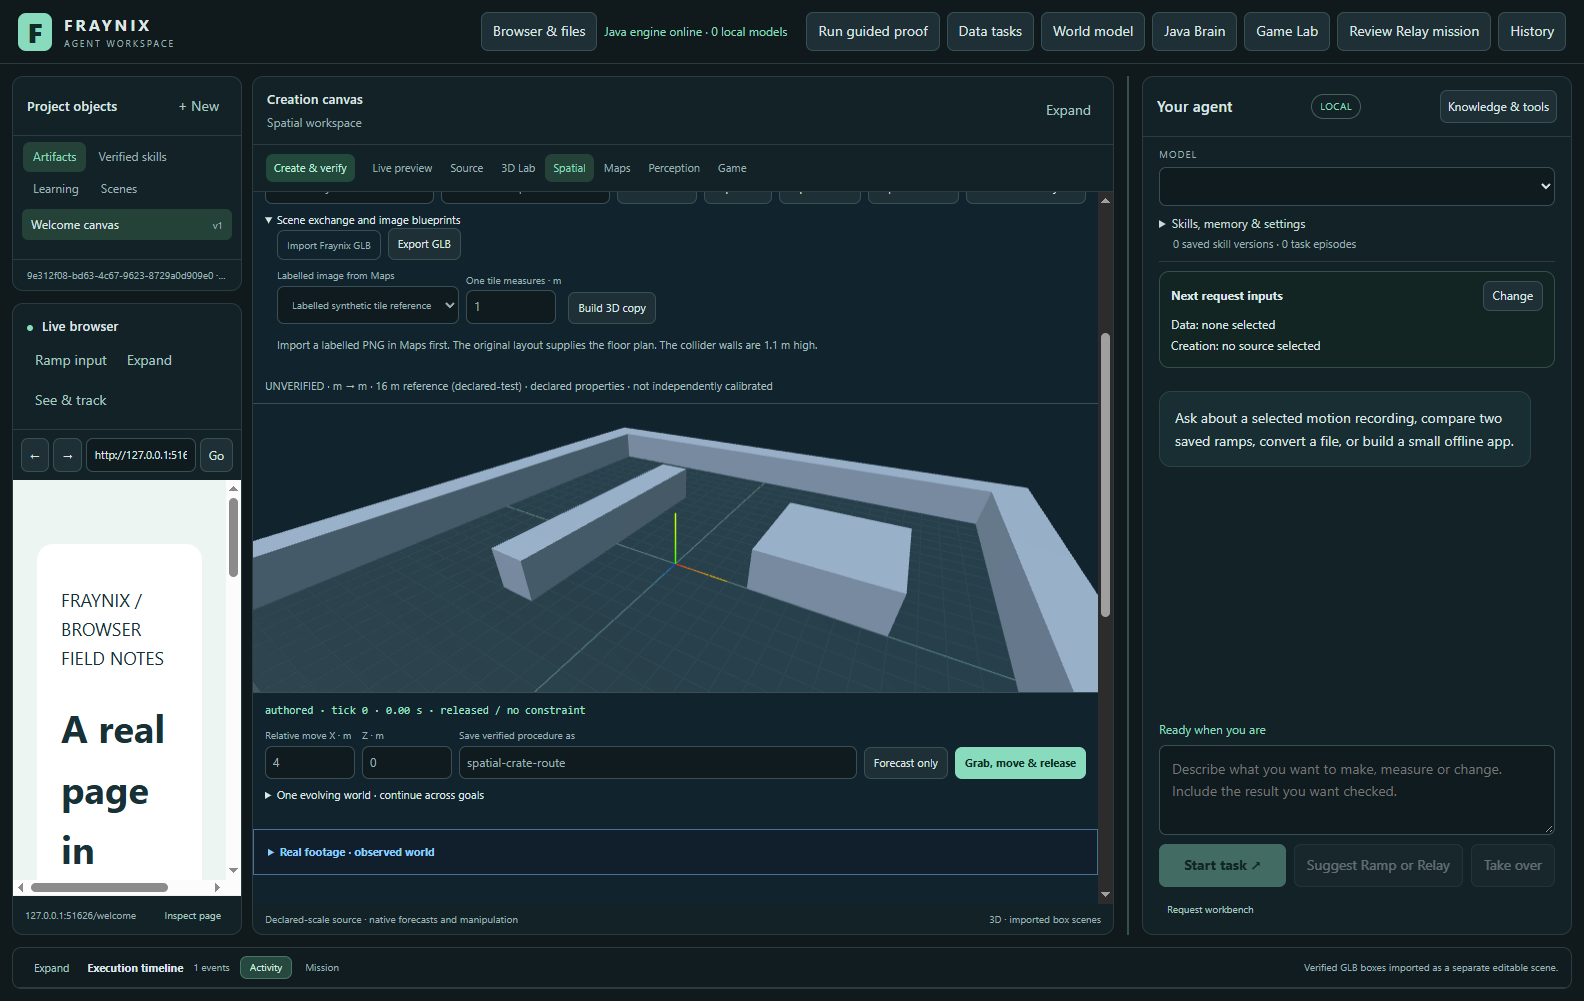 F
FRAYNIX
AGENT WORKSPACE
Browser & files
Java engine online · 0 local models
Run guided proof
Data tasks
World model
Java Brain
Game Lab
Review Relay mission
History
Project objects
+ New
Artifacts
Verified skills
Learning
Scenes
Welcome canvas
v1
9e312f08-bd63-4c67-9623-8729a0d909e0 ·...
Live browser
Ramp input
Expand
See & track
←
→
http://127.0.0.1:516
Go
FRAYNIX /
BROWSER
FIELD NOTES
A real
page
in
127.0.0.1:51626/welcome
Inspect page
Creation canvas
Spatial workspace
Expand
Create & verify
Live preview
Source
3D Lab
Spatial
Maps
Perception
Game
Scene exchange and image blueprints
Import Fraynix GLB
Export GLB
Labelled image from Maps
One tile measures · m
Labelled synthetic tile reference
1
Build 3D copy
Import a labelled PNG in Maps first. The original layout supplies the floor plan. The collider walls are 1.1 m high.
UNVERIFIED · m → m · 16 m reference (declared-test) · declared properties · not independently calibrated
authored · tick 0 · 0.00 s · released / no constraint
Relative move X · m
Z · m
Save verified procedure as
4
0
spatial-crate-route
Forecast only
Grab, move & release
One evolving world · continue across goals
Real footage · observed world
Declared-scale source · native forecasts and manipulation
3D · imported box scenes
Your agent
LOCAL
Knowledge & tools
MODEL
Skills, memory & settings
0 saved skill versions · 0 task episodes
Next request inputs
Change
Data: none selected
Creation: no source selected
Ask about a selected motion recording, compare two
saved ramps, convert a file, or build a small offline app.
Ready when you are
Describe what you want to make, measure or change.
Include the result you want checked.
Start task ↗
Suggest Ramp or Relay
Take over
Request workbench
Expand
Execution timeline
1 events
Activity
Mission
Verified GLB boxes imported as a separate editable scene.